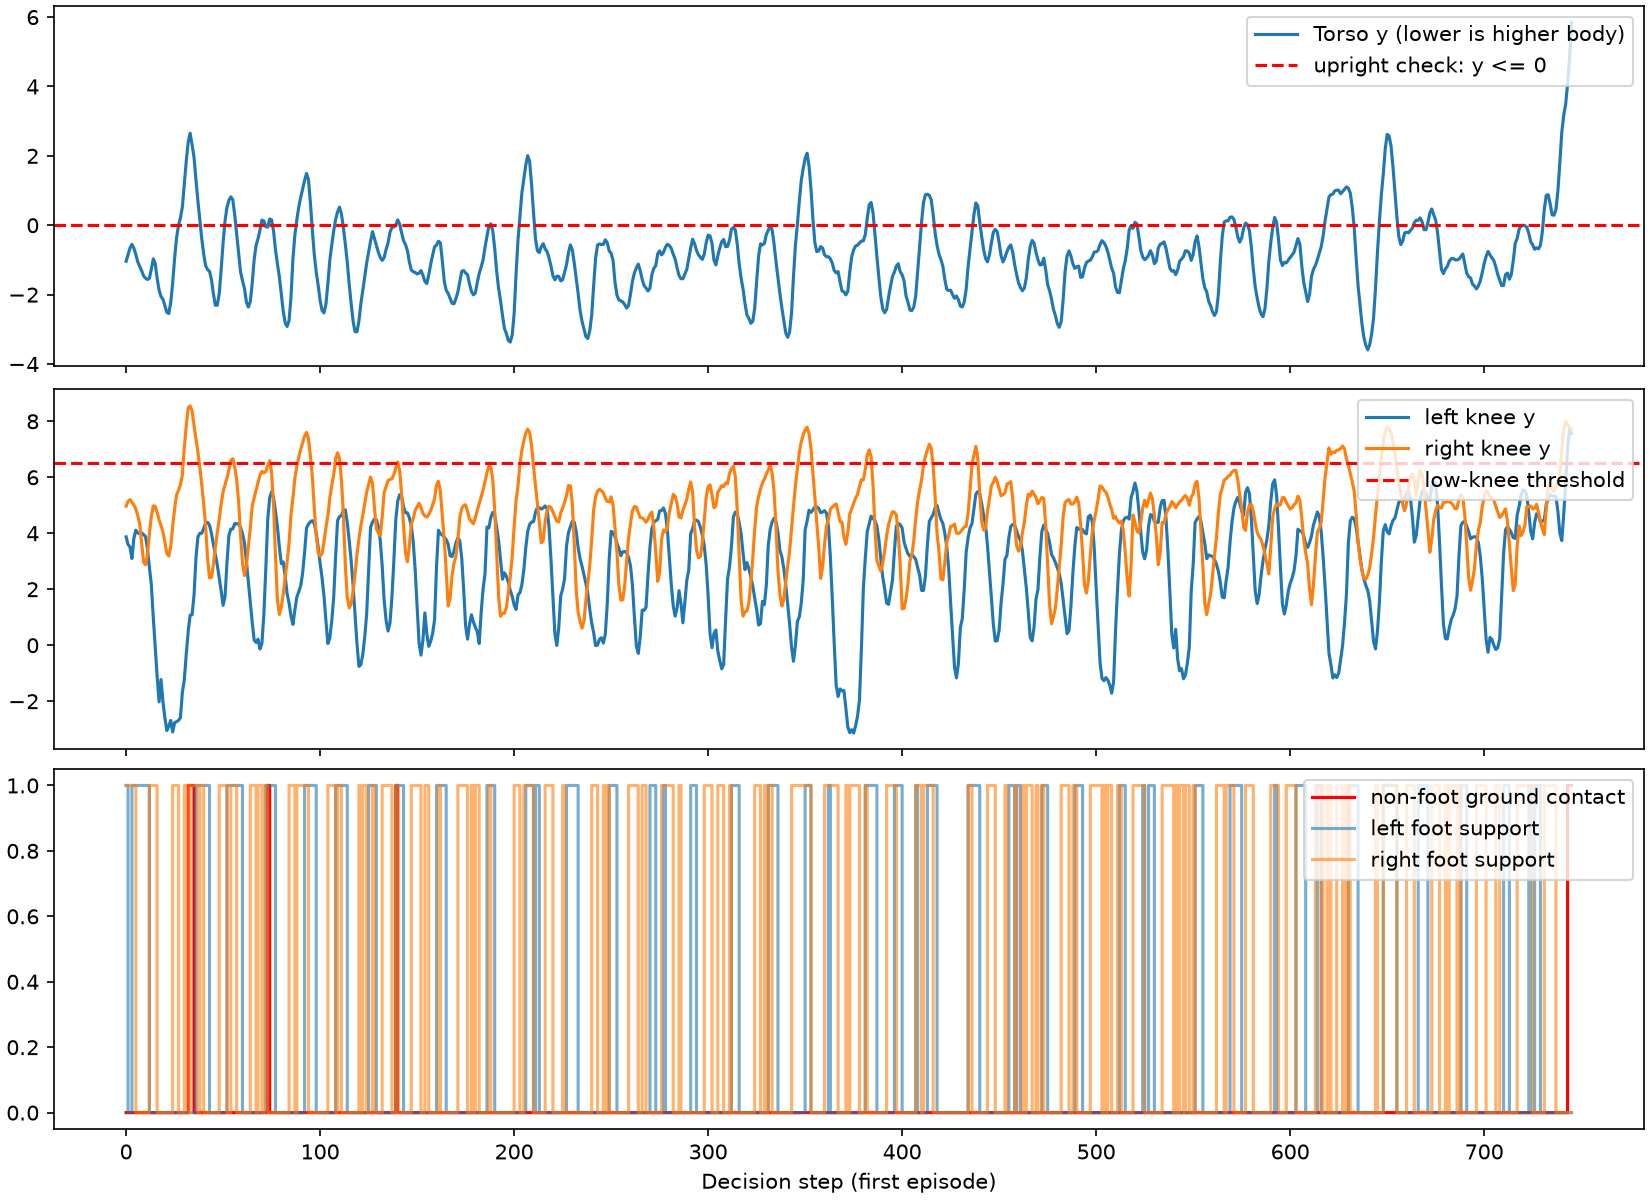 6
4
2
0
−2
−4
Torso y (lower is higher body)
upright check: y <= 0
8
6
4
2
0
−2
left knee y
right knee y
low-knee threshold
1.0
0.8
0.6
0.4
0.2
0.0
non-foot ground contact
left foot support
right foot support
0 100 200 300 400 500 600 700
Decision step (first episode)